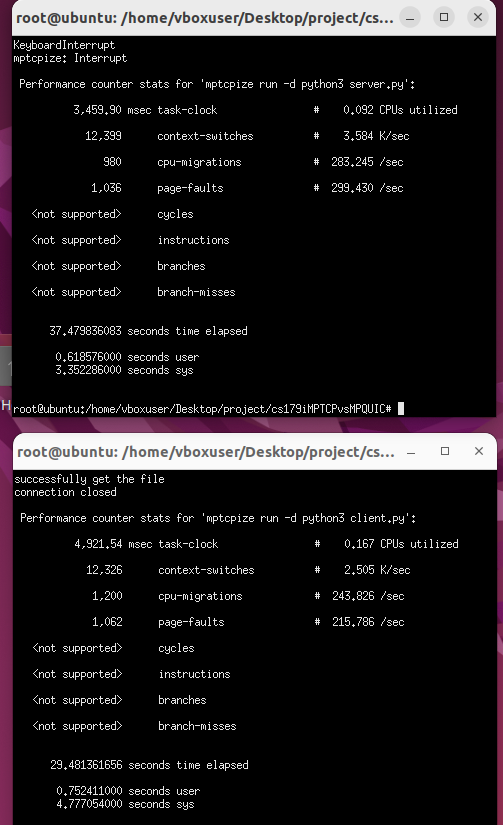 root@ubuntu: /home/vboxuser/Desktop/project/cs...
KeyboardInterrupt
mptcpize: Interrupt
Performance counter stats for 'mptcpize run -d python3 server.py':
3,459.90 msec task-clock # 0.092 CPUs utilized
12,399 context-switches # 3.584 K/sec
980 cpu-migrations # 283.245 /sec
1,036 page-faults # 299.430 /sec
<not supported> cycles
<not supported> instructions
<not supported> branches
<not supported> branch-misses
37.479836083 seconds time elapsed
0.618576000 seconds user
3.352286000 seconds sys
root@ubuntu:/home/vboxuser/Desktop/project/cs179iMPTCPvsMPQUIC#
H
root@ubuntu: /home/vboxuser/Desktop/project/cs...
successfully get the file
connection closed
Performance counter stats for 'mptcpize run -d python3 client.py':
4,921.54 msec task-clock # 0.167 CPUs utilized
12,326 context-switches # 2.505 K/sec
1,200 cpu-migrations # 243.826 /sec
1,062 page-faults # 215.786 /sec
<not supported> cycles
<not supported> instructions
<not supported> branches
<not supported> branch-misses
29.481361656 seconds time elapsed
0.752411000 seconds user
4.777054000 seconds sys